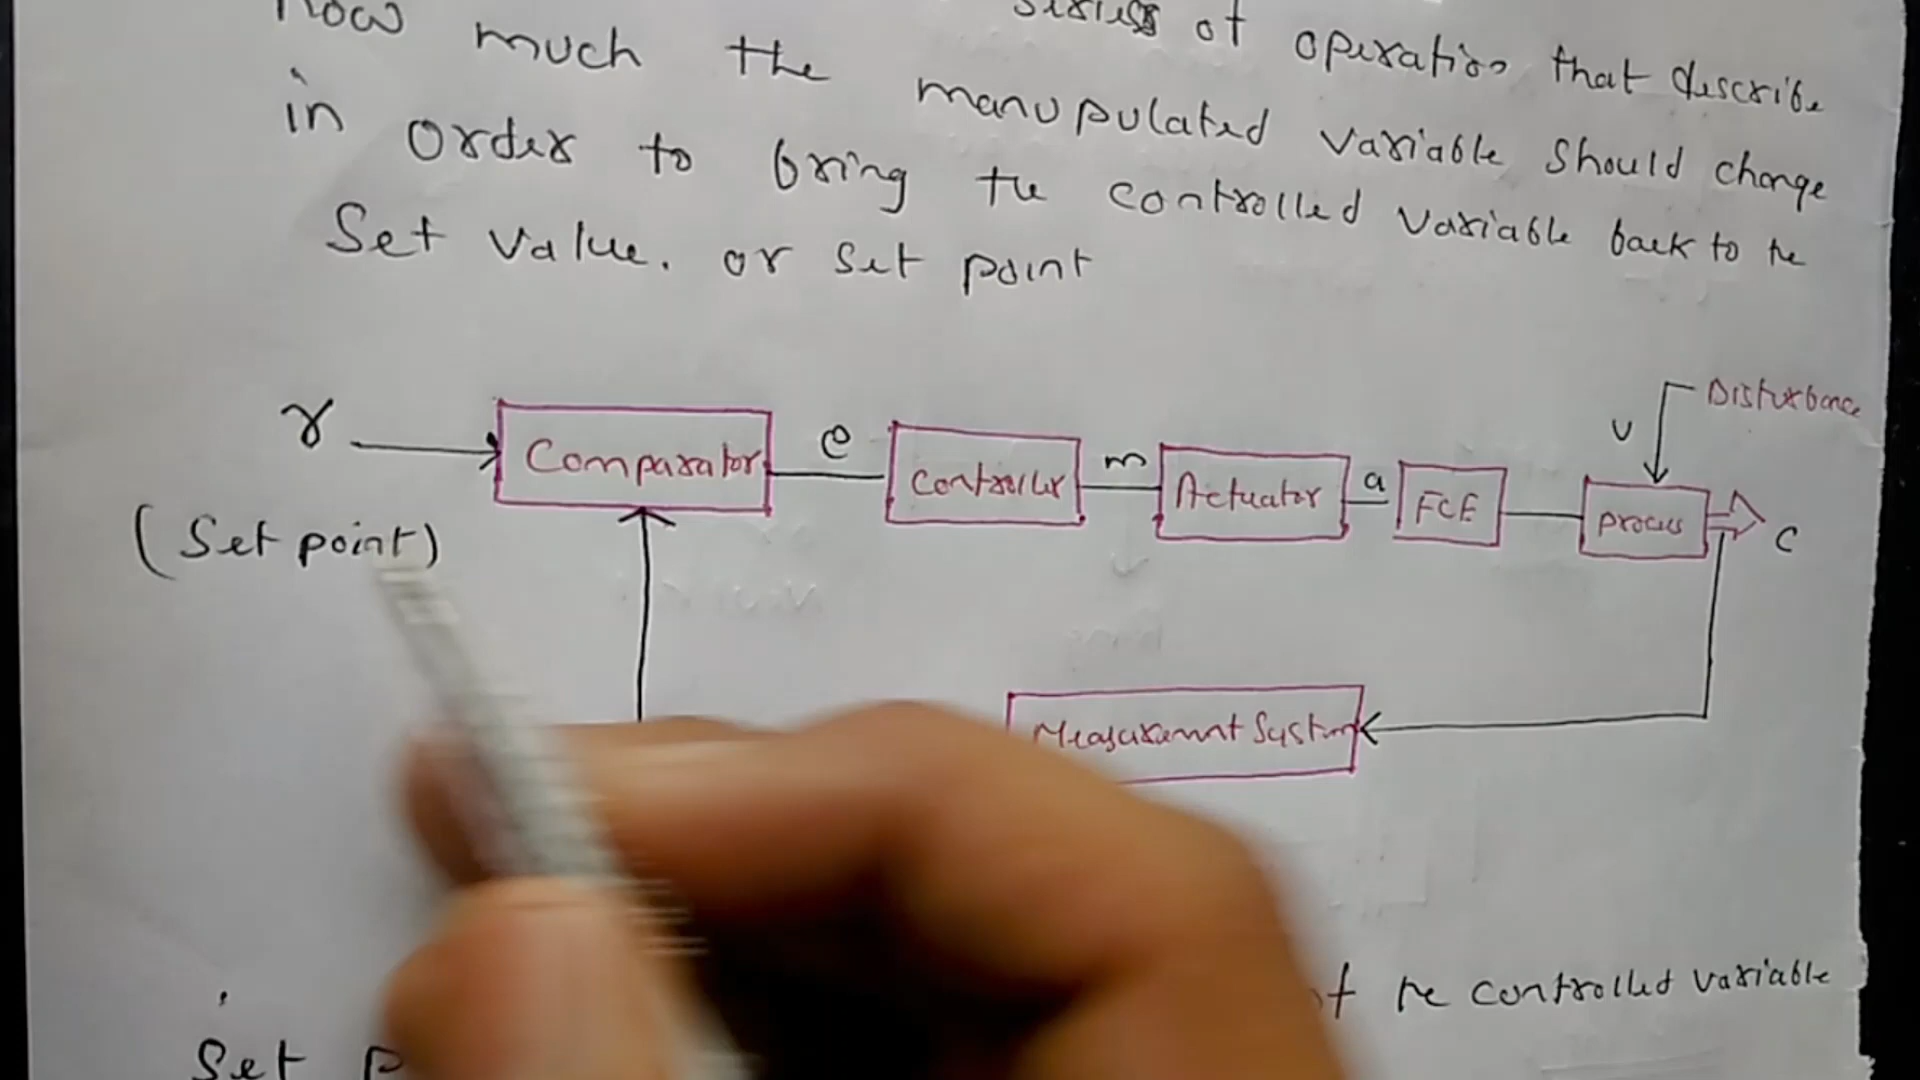 How much the series of operation that describe
in order to bring the manupulated variable should change
Set value. or set point the controlled variable back to the
r
(Set point)
Comparator
e
Controller
m
Actuator
a
FCE
v
Disturbance
process
c
Measurement System
of the controlled variable
Set p